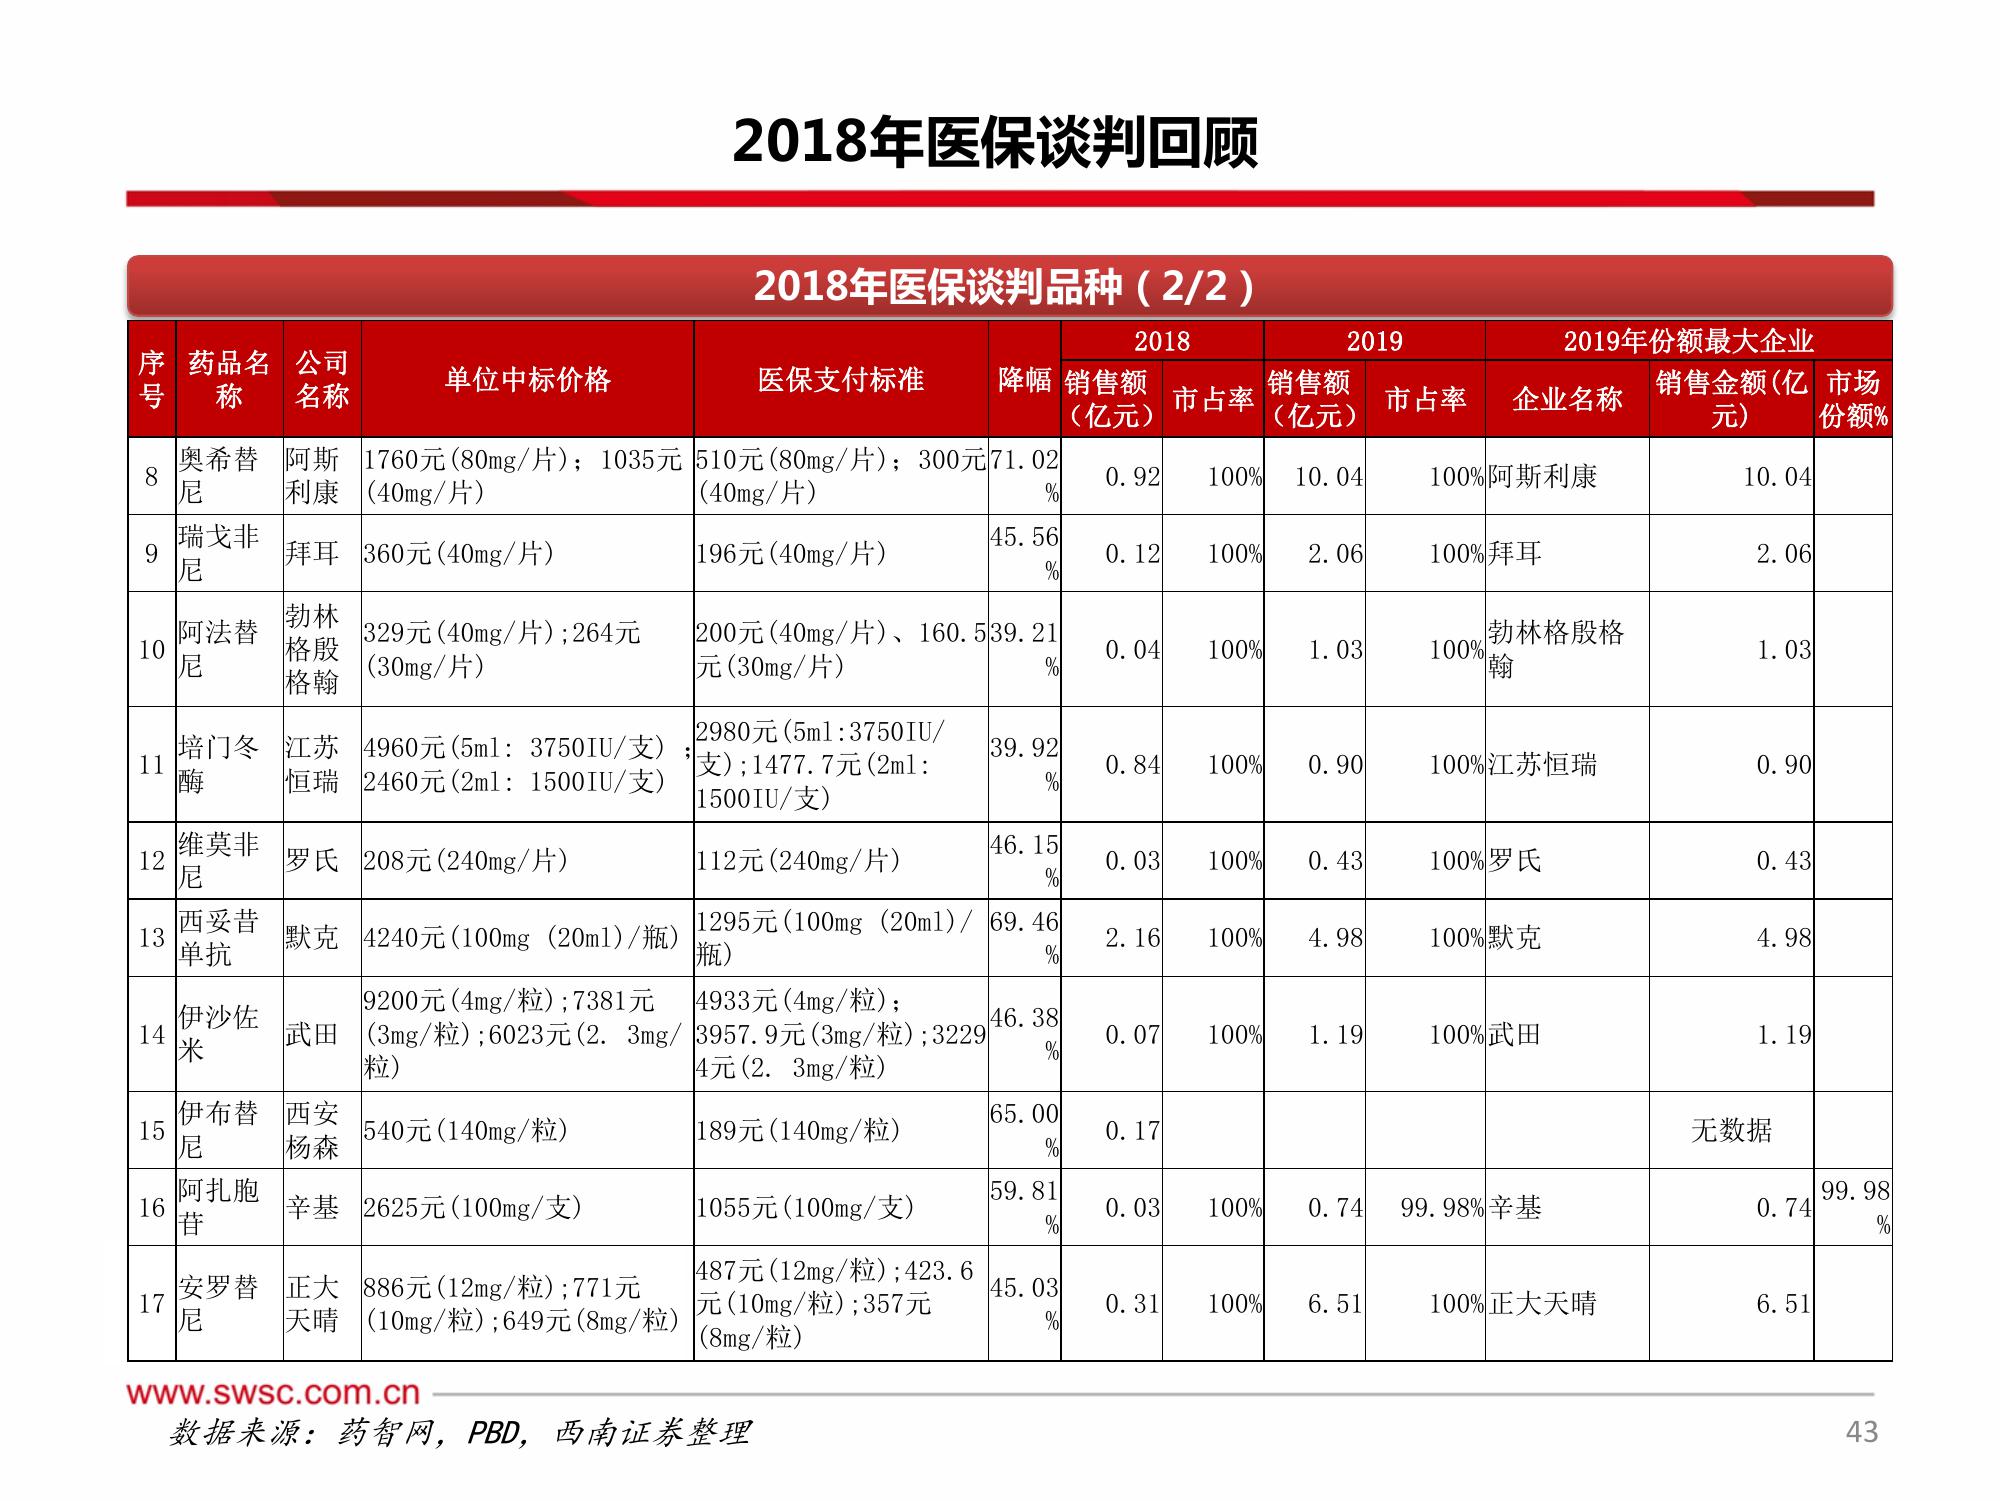 2018年医保谈判回顾
2018年医保谈判品种（2/2）
序号 药品名称 公司名称 单位中标价格 医保支付标准 降幅 2018 2019 2019年份额最大企业
销售额（亿元） 市占率 销售额（亿元） 市占率 企业名称 销售金额(亿元) 市场份额%
8 奥希替尼 阿斯利康 1760元(80mg/片)；1035元(40mg/片) 510元(80mg/片)；300元(40mg/片) 71.02% 0.92 100% 10.04 100% 阿斯利康 10.04
9 瑞戈非尼 拜耳 360元(40mg/片) 196元(40mg/片) 45.56% 0.12 100% 2.06 100% 拜耳 2.06
10 阿法替尼 勃林格殷格翰 329元(40mg/片);264元(30mg/片) 200元(40mg/片)、160.5元(30mg/片) 39.21% 0.04 100% 1.03 100% 勃林格殷格翰 1.03
11 培门冬酶 江苏恒瑞 4960元(5ml: 3750IU/支)；2460元(2ml: 1500IU/支) 2980元(5ml:3750IU/支);1477.7元(2ml: 1500IU/支) 39.92% 0.84 100% 0.90 100% 江苏恒瑞 0.90
12 维莫非尼 罗氏 208元(240mg/片) 112元(240mg/片) 46.15% 0.03 100% 0.43 100% 罗氏 0.43
13 西妥昔单抗 默克 4240元(100mg (20ml)/瓶) 1295元(100mg (20ml)/瓶) 69.46% 2.16 100% 4.98 100% 默克 4.98
14 伊沙佐米 武田 9200元(4mg/粒);7381元(3mg/粒);6023元(2. 3mg/粒) 4933元(4mg/粒);3957.9元(3mg/粒);32294元(2. 3mg/粒) 46.38% 0.07 100% 1.19 100% 武田 1.19
15 伊布替尼 西安杨森 540元(140mg/粒) 189元(140mg/粒) 65.00% 0.17 无数据
16 阿扎胞苷 辛基 2625元(100mg/支) 1055元(100mg/支) 59.81% 0.03 100% 0.74 99.98% 辛基 0.74 99.98%
17 安罗替尼 正大天晴 886元(12mg/粒);771元(10mg/粒);649元(8mg/粒) 487元(12mg/粒);423.6元(10mg/粒);357元(8mg/粒) 45.03% 0.31 100% 6.51 100% 正大天晴 6.51
www.swsc.com.cn
数据来源：药智网，PBD，西南证券整理
43